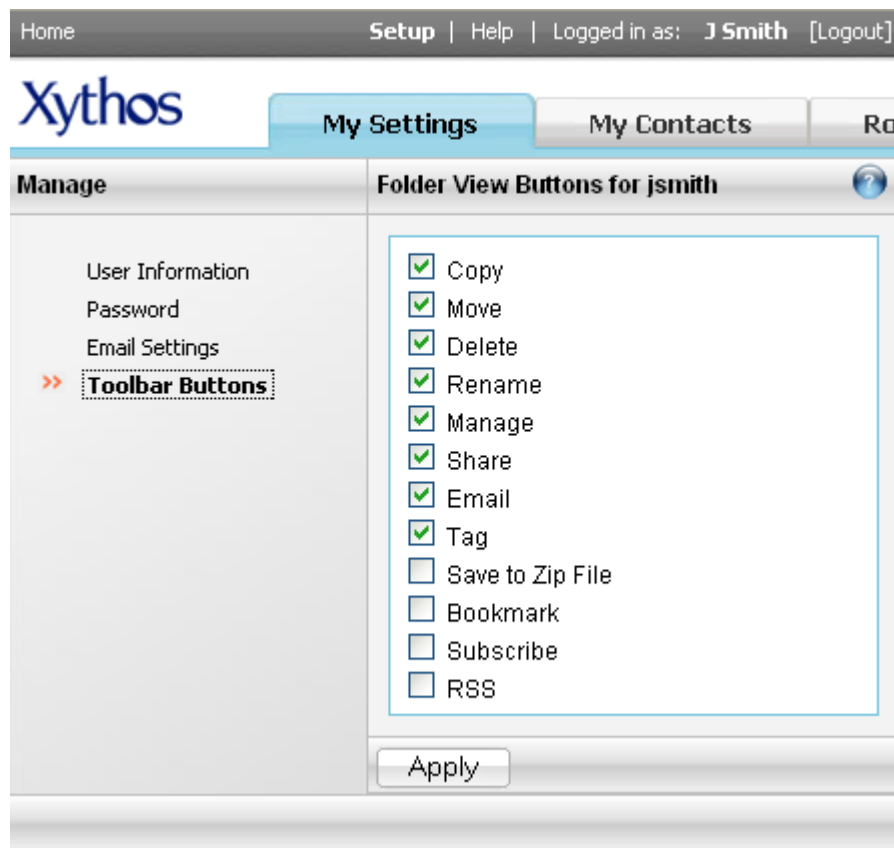 Home Setup | Help | Logged in as: J Smith [Logout]
Xythos
My Settings My Contacts
Manage
Folder View Buttons for jsmith ?
User Information
Password
Email Settings
>> Toolbar Buttons
Copy
Move
Delete
Rename
Manage
Share
Email
Tag
Save to Zip File
Bookmark
Subscribe
RSS
Apply